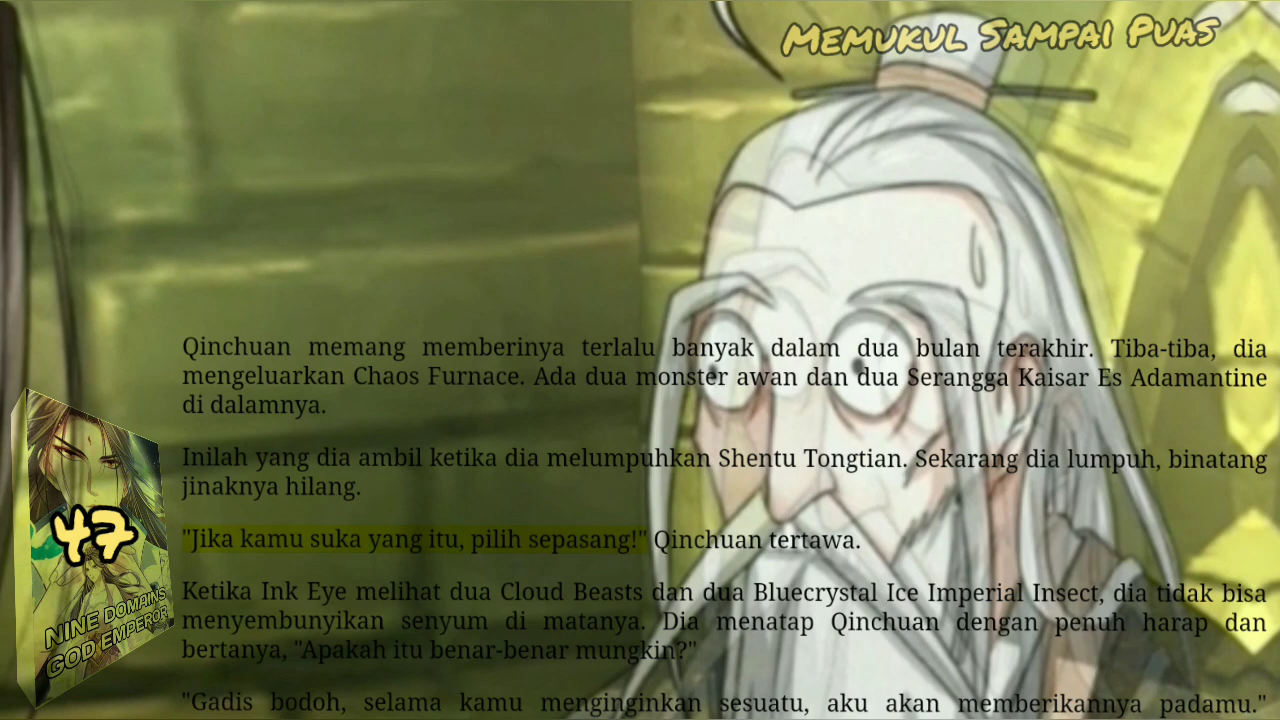 Memukul Sampai Puas
Qinchuan memang memberinya terlalu banyak dalam dua bulan terakhir. Tiba-tiba, dia
mengeluarkan Chaos Furnace. Ada dua monster awan dan dua Serangga Kaisar Es Adamantine
di dalamnya.
Inilah yang dia ambil ketika dia melumpuhkan Shentu Tongtian. Sekarang dia lumpuh, binatang
jinaknya hilang.
"Jika kamu suka yang itu, pilih sepasang!" Qinchuan tertawa.
Ketika Ink Eye melihat dua Cloud Beasts dan dua Bluecrystal Ice Imperial Insect, dia tidak bisa
menyembunyikan senyum di matanya. Dia menatap Qinchuan dengan penuh harap dan
bertanya, "Apakah itu benar-benar mungkin?"
"Gadis bodoh, selama kamu menginginkan sesuatu, aku akan memberikannya padamu."
47
NINE DOMAINS
GOD EMPEROR